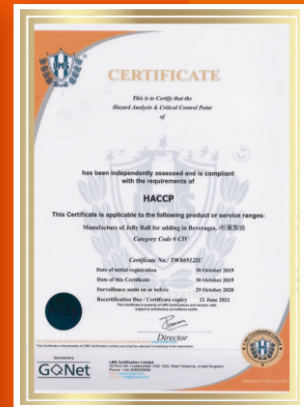 CERTIFICATE
This is to Certify that the
Hazard Analysis & Critical Control Point
of
has been independently assessed and is compliant
with the requirements of
HACCP
This Certificate is applicable to the following product or service ranges:
Manufacture of Jelly Ball for adding in Beverages.
Category Code # CIV
Certificate No.: TW86912IU
Date of initial registration 30 October 2019
Date of this Certificate 30 October 2019
Surveillance audit on or before 29 October 2020
Recertification Due / Certificate expiry 21 June 2021
Director
LMS Certification Limited